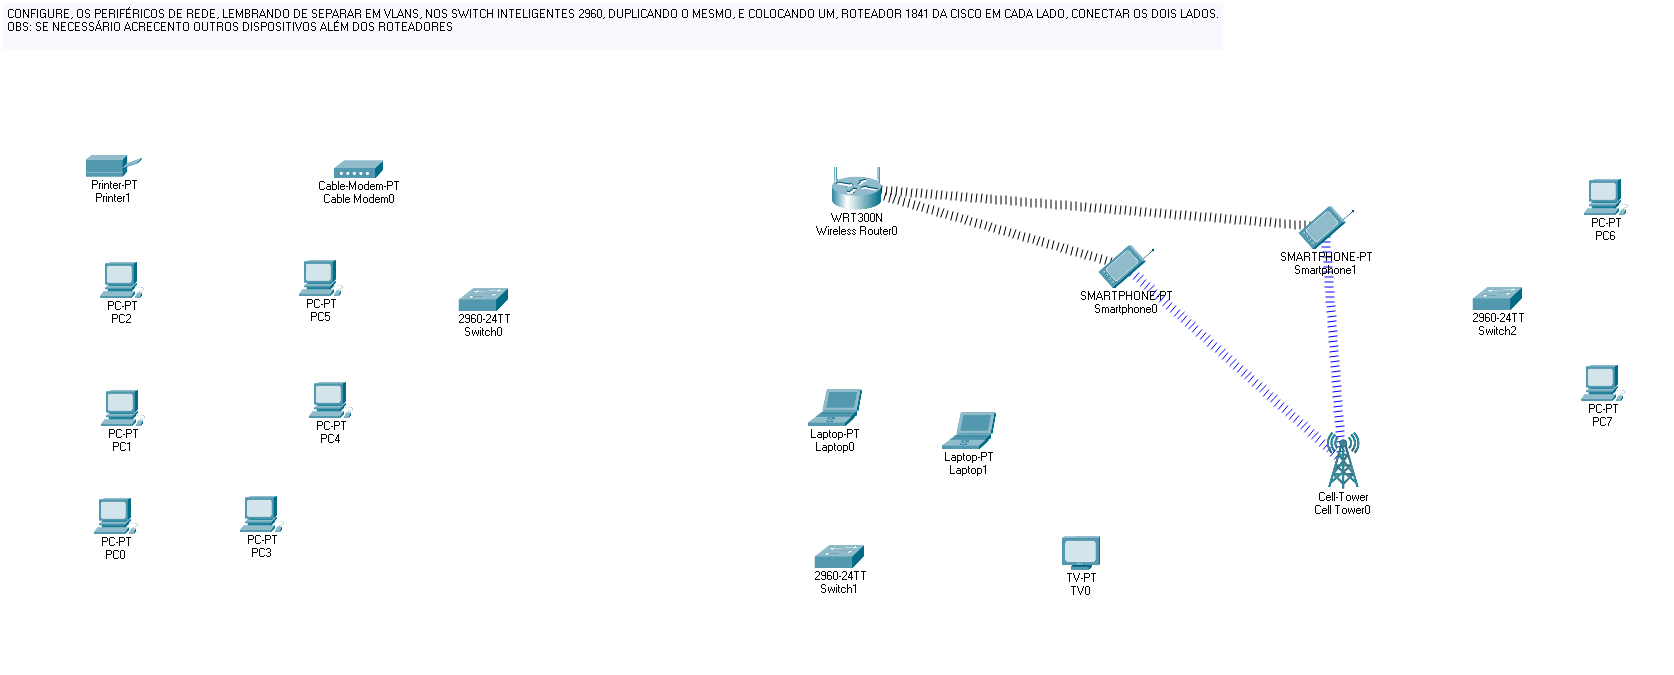 CONFIGURE, OS PERIFÉRICOS DE REDE, LEMBRANDO DE SEPARAR EM VLANS, NOS SWITCH INTELIGENTES 2960, DUPLICANDO O MESMO, E COLOCANDO UM, ROTEADOR 1841 DA CISCO EM CADA LADO, CONECTAR OS DOIS LADOS.
OBS: SE NECESSÁRIO ACRECENTO OUTROS DISPOSITIVOS ALÉM DOS ROTEADORES
Printer-PT
Printer1
Cable-Modem-PT
Cable Modem0
WRT300N
Wireless Router0
PC-PT
PC6
SMARTPHONE-PT
Smartphone1
SMARTPHONE-PT
Smartphone0
PC-PT
PC2
PC-PT
PC5
2960-24TT
Switch0
2960-24TT
Switch2
PC-PT
PC1
PC-PT
PC4
Laptop-PT
Laptop0
Laptop-PT
Laptop1
PC-PT
PC7
Cell-Tower
Cell Tower0
PC-PT
PC0
PC-PT
PC3
2960-24TT
Switch1
TV-PT
TV0